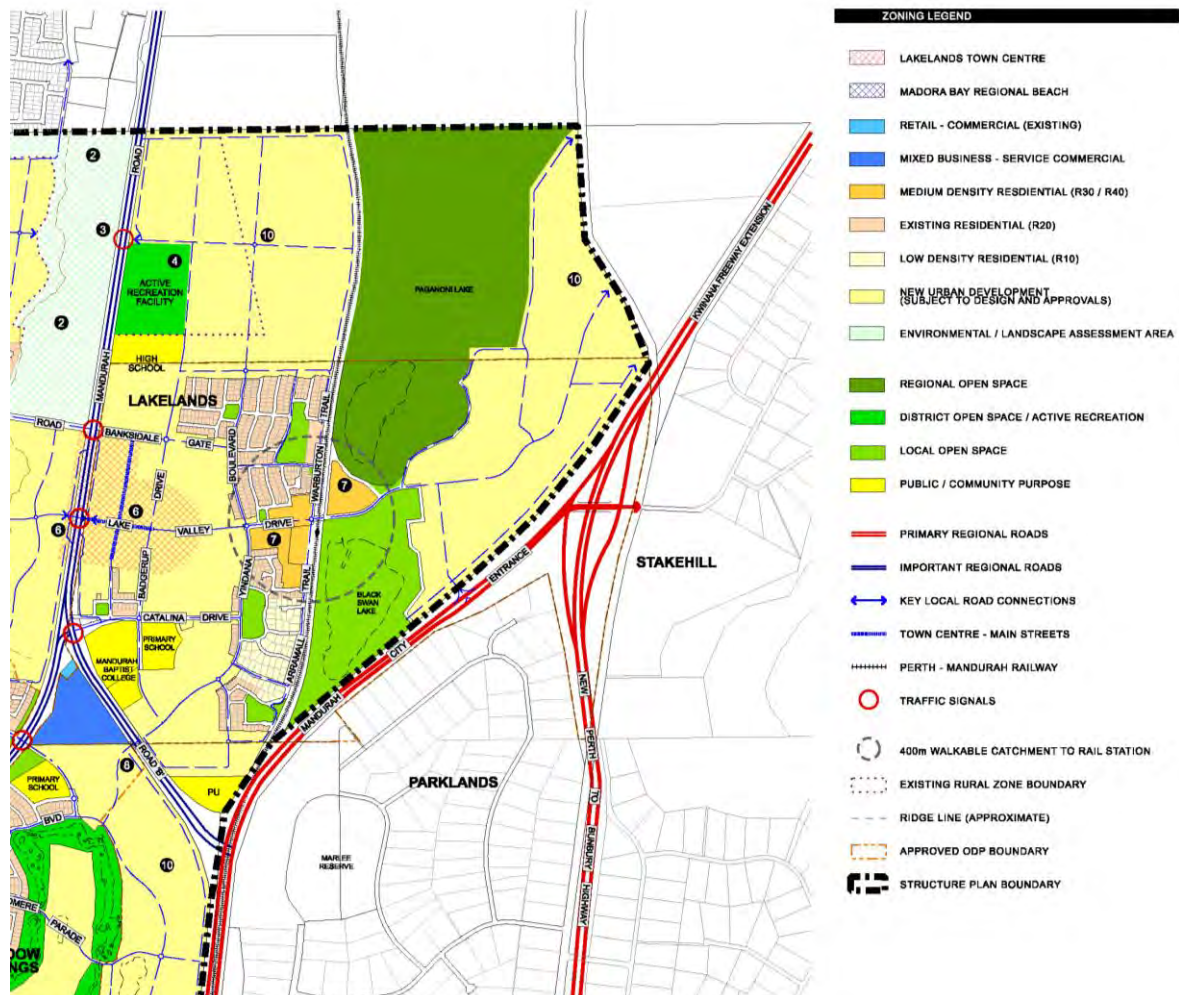 ZONING LEGEND
LAKELANDS TOWN CENTRE
MADORA BAY REGIONAL BEACH
RETAIL - COMMERCIAL (EXISTING)
MIXED BUSINESS - SERVICE COMMERCIAL
MEDIUM DENSITY RESDIENTIAL (R30 / R40)
EXISTING RESIDENTIAL (R20)
LOW DENSITY RESIDENTIAL (R10)
NEW URBAN DEVELOPMENT
(SUBJECT TO DESIGN AND APPROVALS)
ENVIRONMENTAL / LANDSCAPE ASSESSMENT AREA
REGIONAL OPEN SPACE
DISTRICT OPEN SPACE / ACTIVE RECREATION
LOCAL OPEN SPACE
PUBLIC / COMMUNITY PURPOSE
PRIMARY REGIONAL ROADS
IMPORTANT REGIONAL ROADS
KEY LOCAL ROAD CONNECTIONS
TOWN CENTRE - MAIN STREETS
PERTH - MANDURAH RAILWAY
TRAFFIC SIGNALS
400m WALKABLE CATCHMENT TO RAIL STATION
EXISTING RURAL ZONE BOUNDARY
RIDGE LINE (APPROXIMATE)
APPROVED ODP BOUNDARY
STRUCTURE PLAN BOUNDARY
2
ROAD
3
10
4
ACTIVE
RECREATION
FACILITY
PAGANONI LAKE
10
KWINANA FREEWAY EXTENSION
2
MANDURAH
HIGH
SCHOOL
LAKELANDS
TRAIL
ROAD
BANKSIDALE
GATE
BOULEVARD
WARBURTON
DRIVE
7
6
6
LAKE
VALLEY
DRIVE
7
BADGERUP
YINDANA
TRAIL
ARRAMALL
STAKEHILL
ENTRANCE
BLACK
SWAN
LAKE
CATALINA
DRIVE
PRIMARY
SCHOOL
MANDURAH
BAPTIST
COLLEGE
CITY
MANDURAH
NEW
PERTH
TO
BUNBURY
HIGHWAY
ROAD 'B'
8
PARKLANDS
PRIMARY
SCHOOL
PU
BVD
MARLEE
RESERVE
10
DMERE
PARADE
DOW
NGS